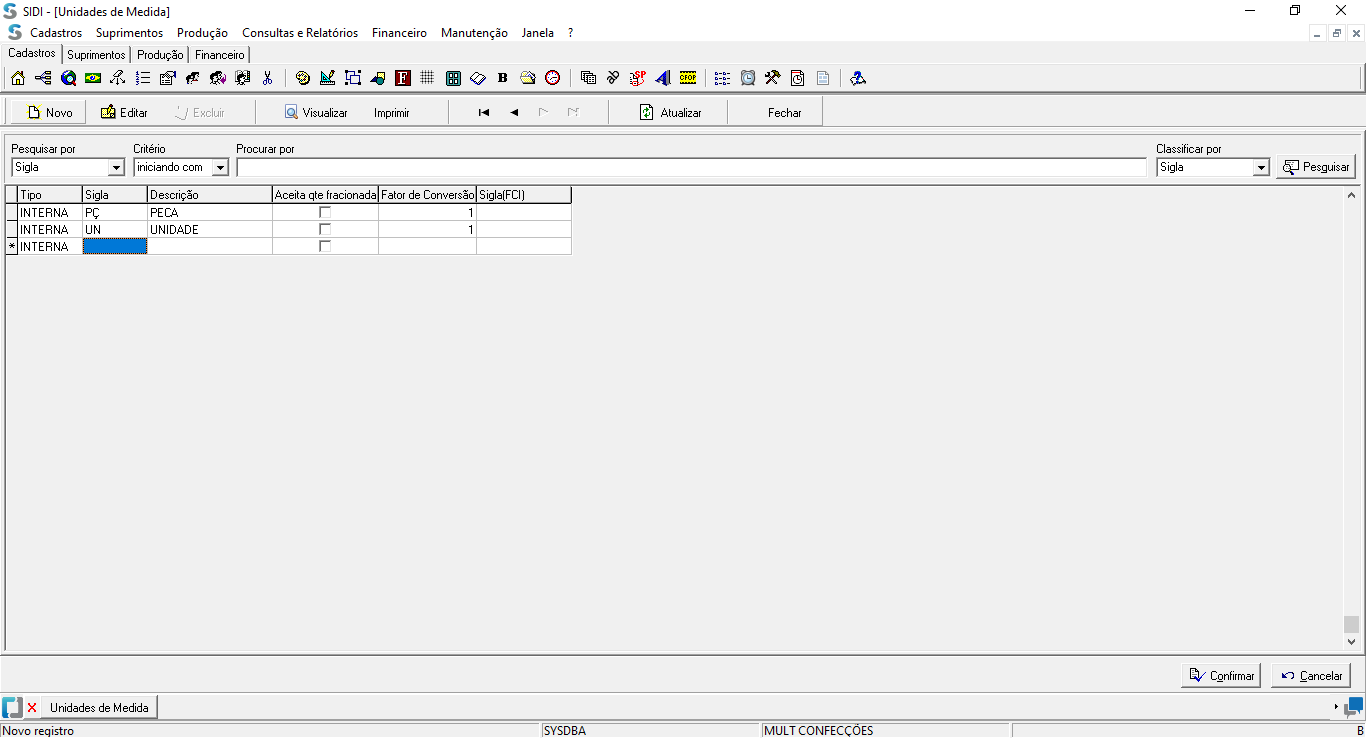 SIDI - [Unidades de Medida]
Cadastros Suprimentos Produção Consultas e Relatórios Financeiro Manutenção Janela ?
Cadastros Suprimentos Produção Financeiro
F B SP CFOP
Novo Editar Excluir Visualizar Imprimir Atualizar Fechar
Pesquisar por Critério Procurar por Classificar por
Sigla iniciando com Sigla Pesquisar
Tipo Sigla Descrição Aceita qte fracionada Fator de Conversão Sigla(FCI)
INTERNA PÇ PECA 1
INTERNA UN UNIDADE 1
* INTERNA
Confirmar Cancelar
Unidades de Medida
Novo registro SYSDBA MULT CONFECÇÕES B